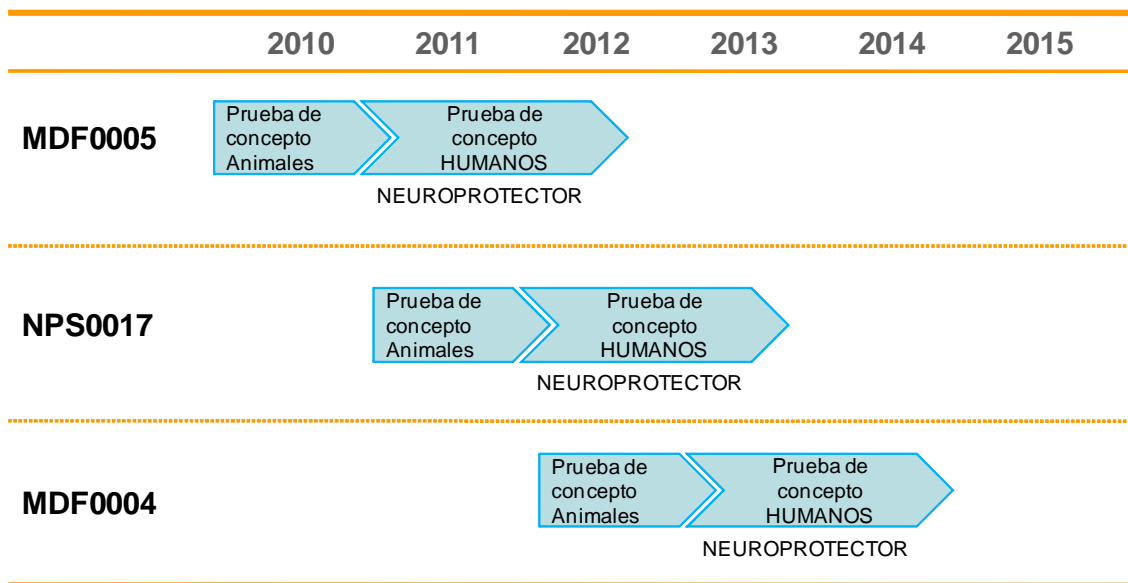 2010 2011 2012 2013 2014 2015
MDF0005
Prueba de
concepto
Animales
Prueba de
concepto
HUMANOS
NEUROPROTECTOR
NPS0017
Prueba de
concepto
Animales
Prueba de
concepto
HUMANOS
NEUROPROTECTOR
MDF0004
Prueba de
concepto
Animales
Prueba de
concepto
HUMANOS
NEUROPROTECTOR